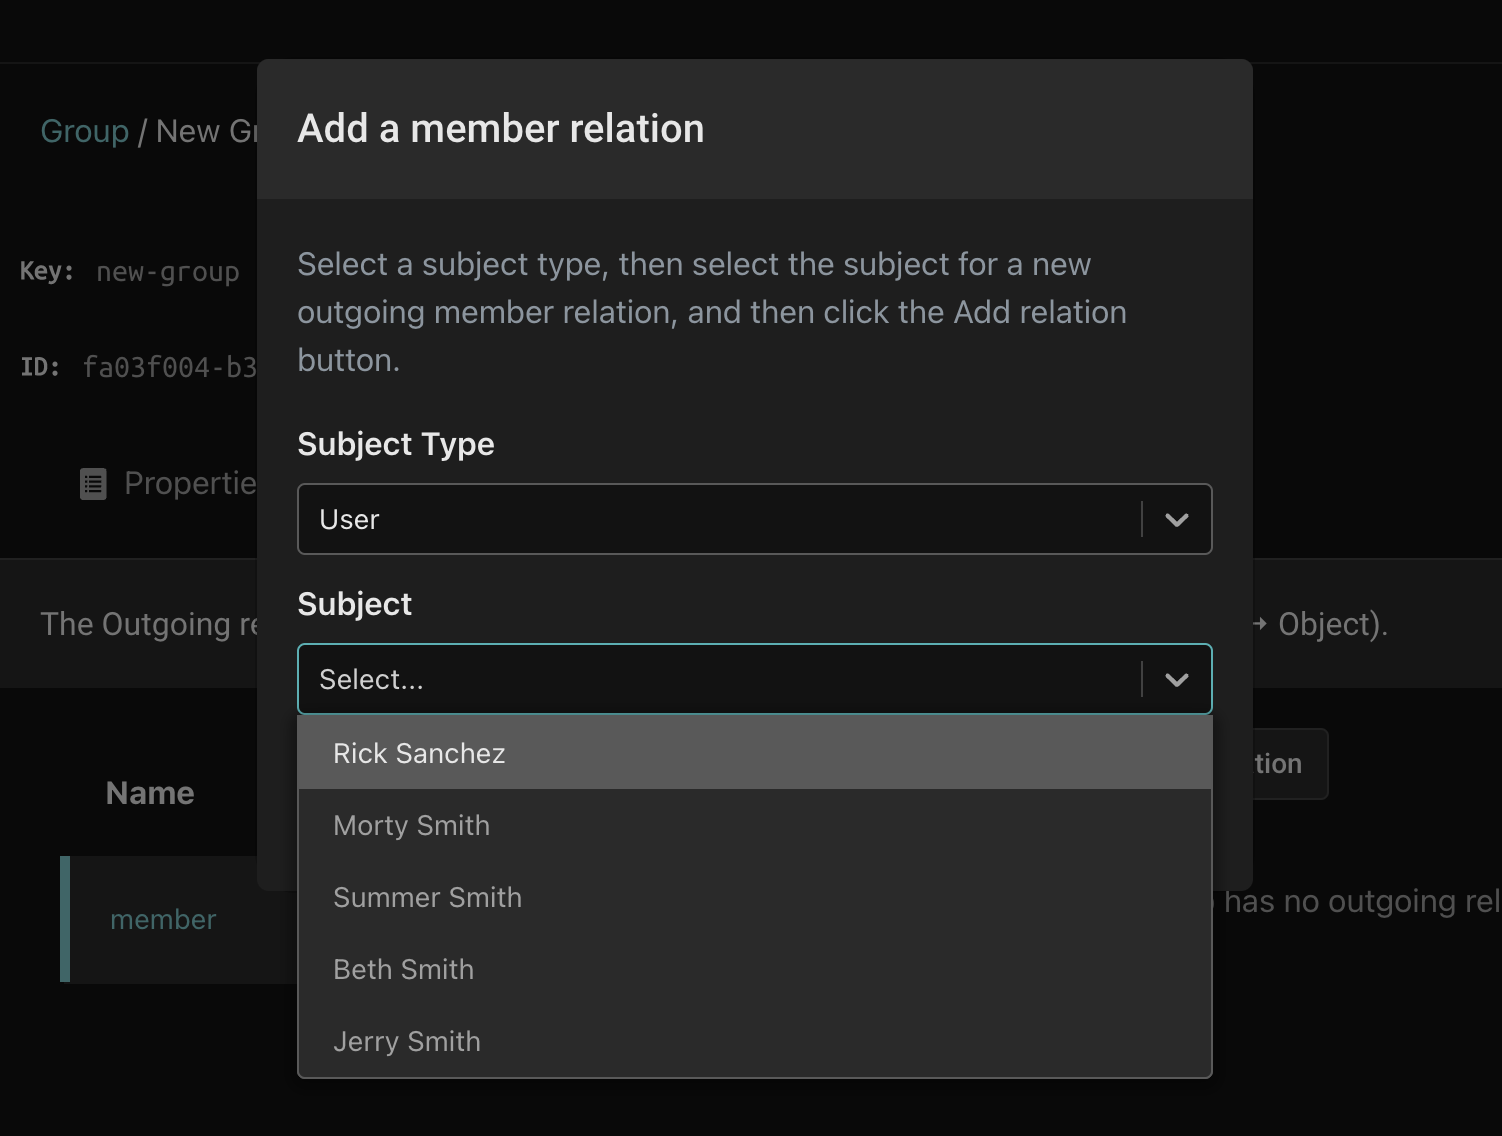 Group / New Gr
Add a member relation
Key: new-group
ID: fa03f004-b3
Select a subject type, then select the subject for a new
outgoing member relation, and then click the Add relation
button.
Subject Type
User
Propertie
Subject
The Outgoing re
→ Object).
Select...
Rick Sanchez
Morty Smith
Summer Smith
Beth Smith
Jerry Smith
tion
Name
member
has no outgoing rel